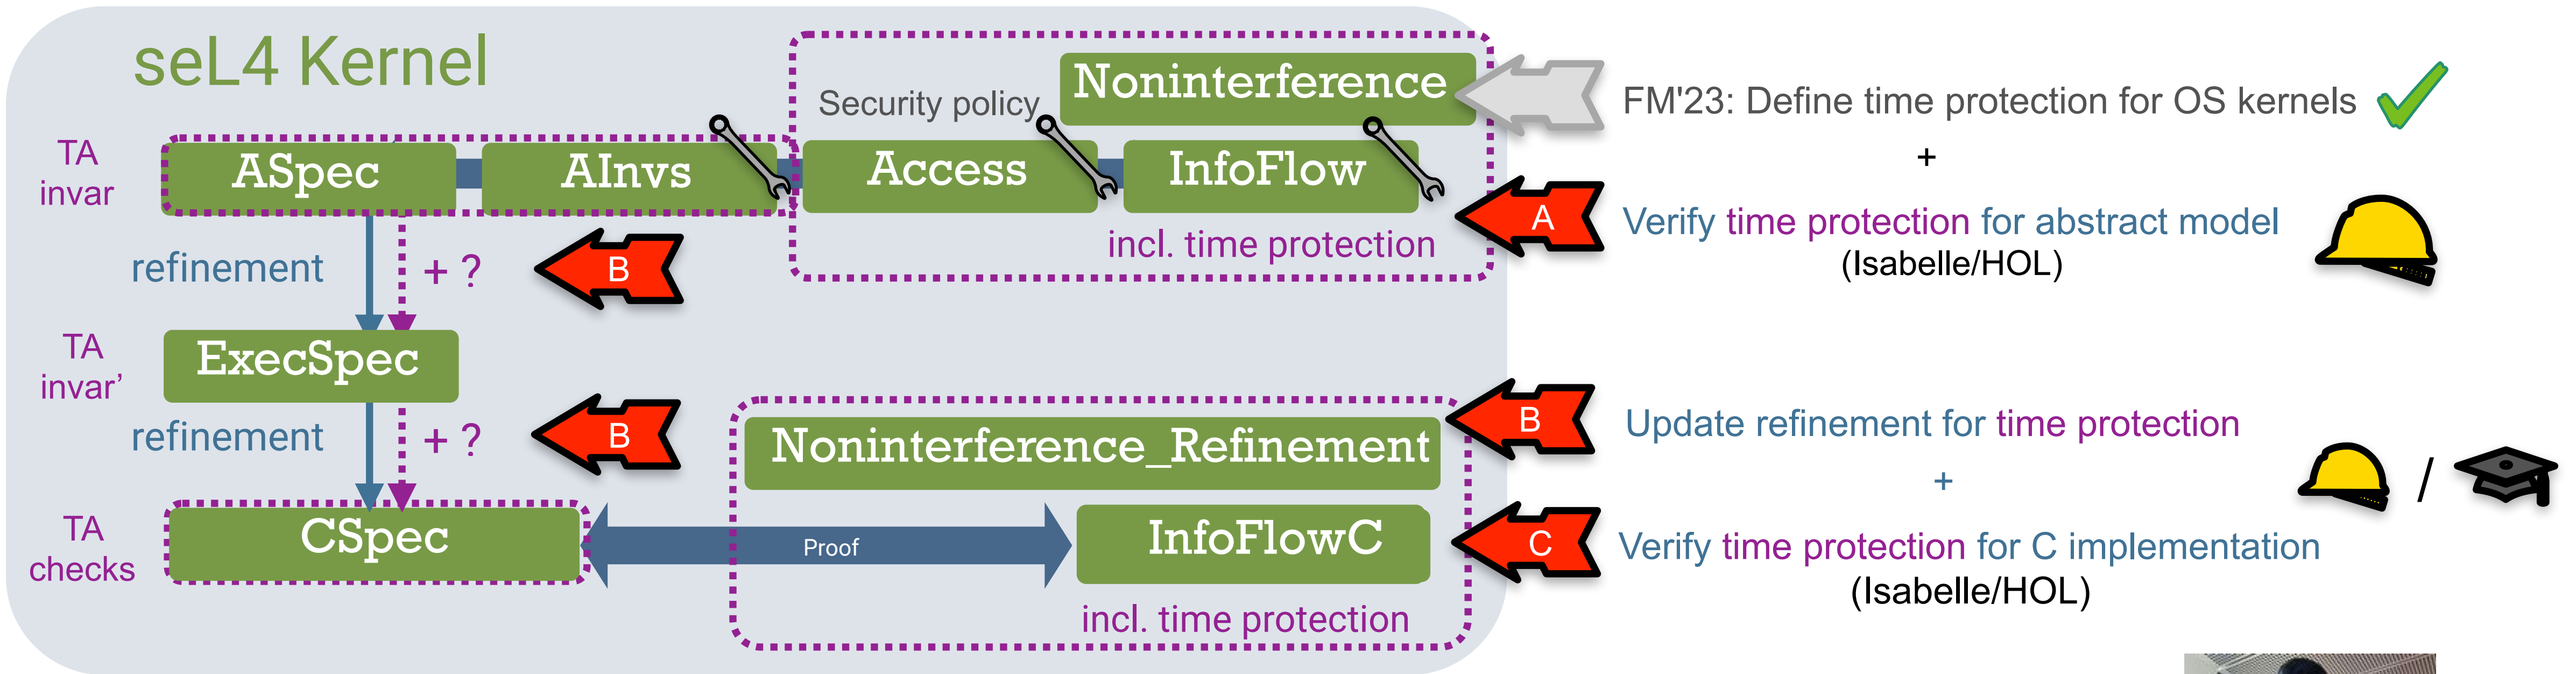 seL4 Kernel
Security policy
Noninterference
FM'23: Define time protection for OS kernels
+
TA
invar
ASpec
AInvs
Access
InfoFlow
A
Verify time protection for abstract model
(Isabelle/HOL)
incl. time protection
refinement
+ ?
B
TA
invar’
ExecSpec
refinement
+ ?
B
Noninterference_Refinement
B
Update refinement for time protection
+
/
TA
checks
CSpec
Proof
InfoFlowC
C
Verify time protection for C implementation
(Isabelle/HOL)
incl. time protection